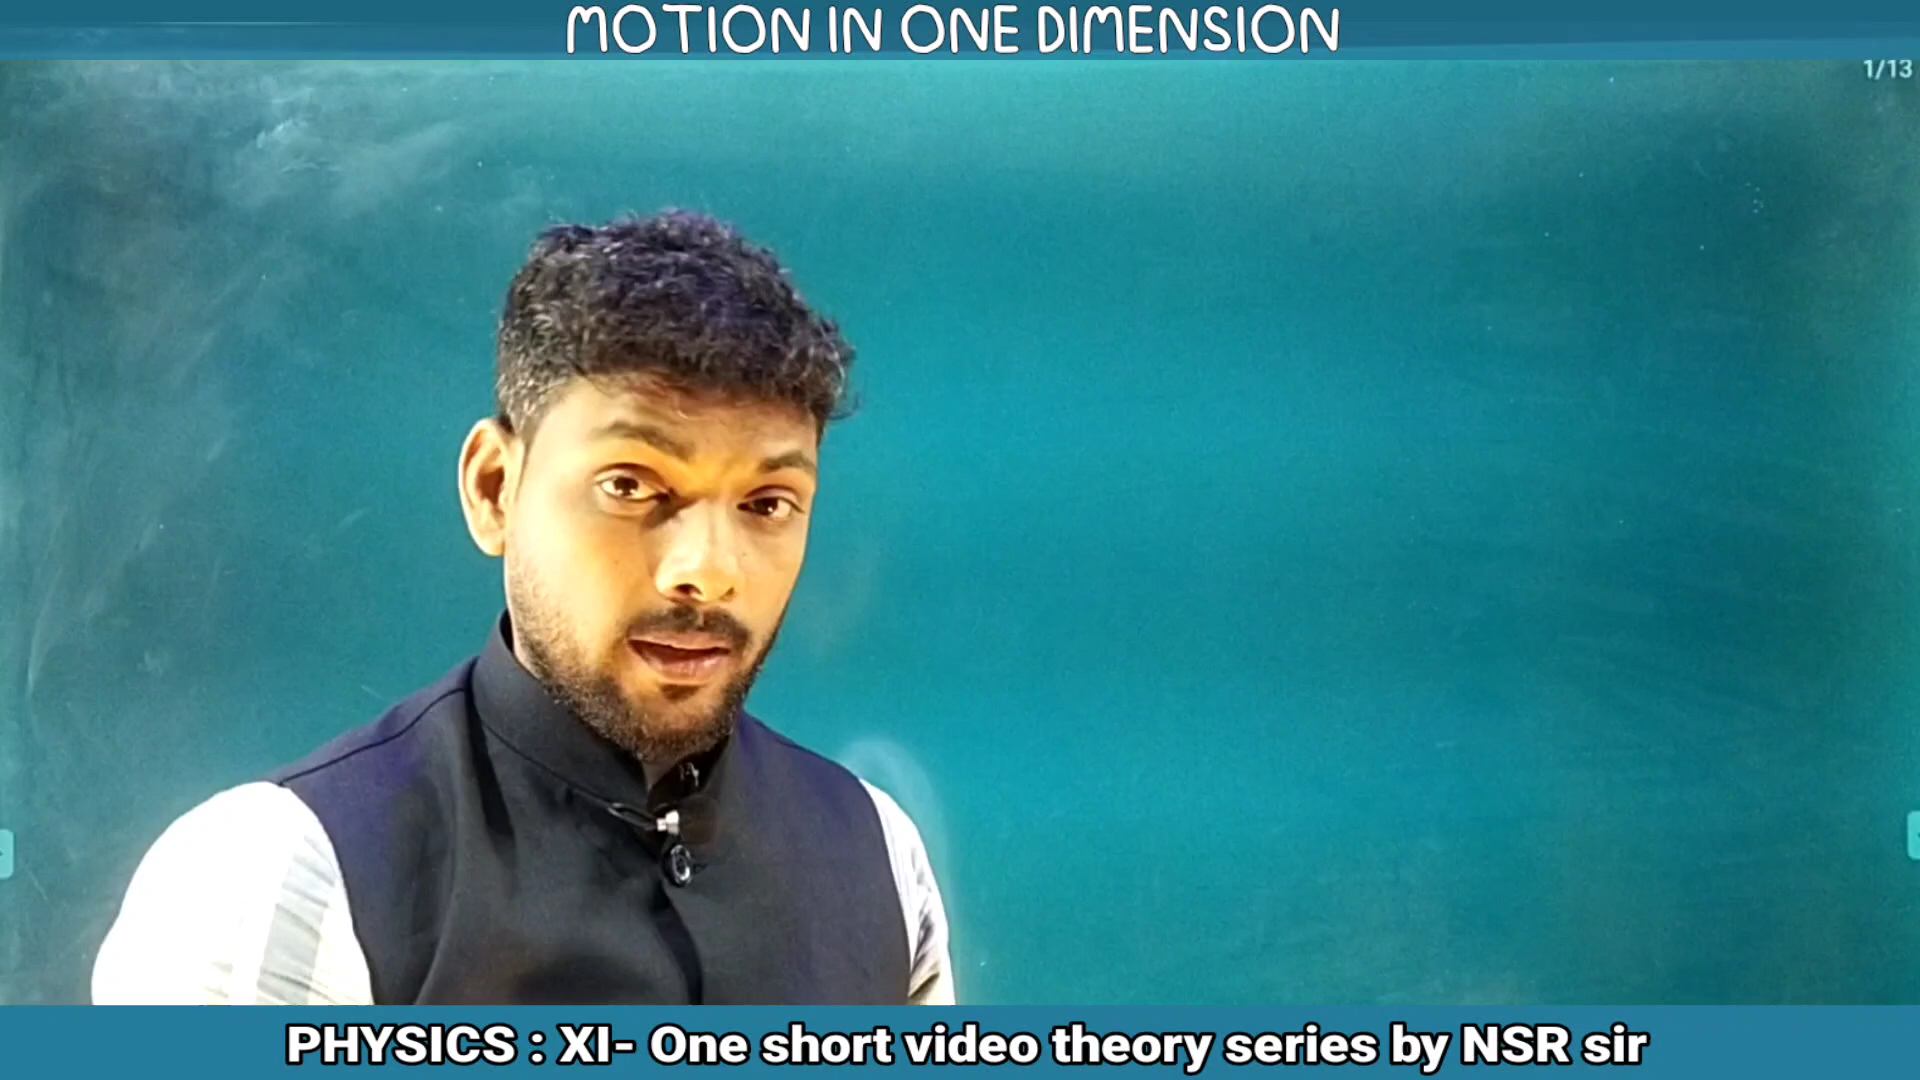 MOTION IN ONE DIMENSION
1/13
PHYSICS : XI- One short video theory series by NSR sir